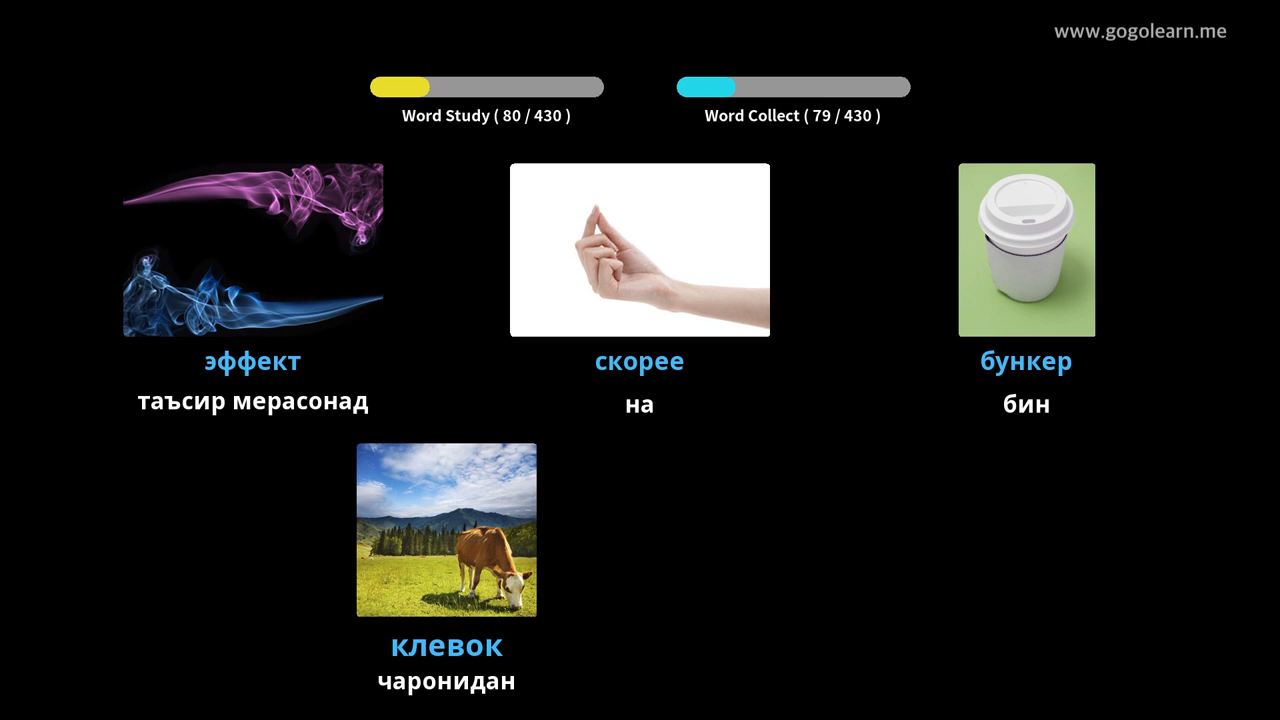 www.gogolearn.me
Word Study ( 80 / 430 )
Word Collect ( 79 / 430 )
эффект
скорее
бункер
таъсир мерасонад
на
бин
клевок
чаронидан